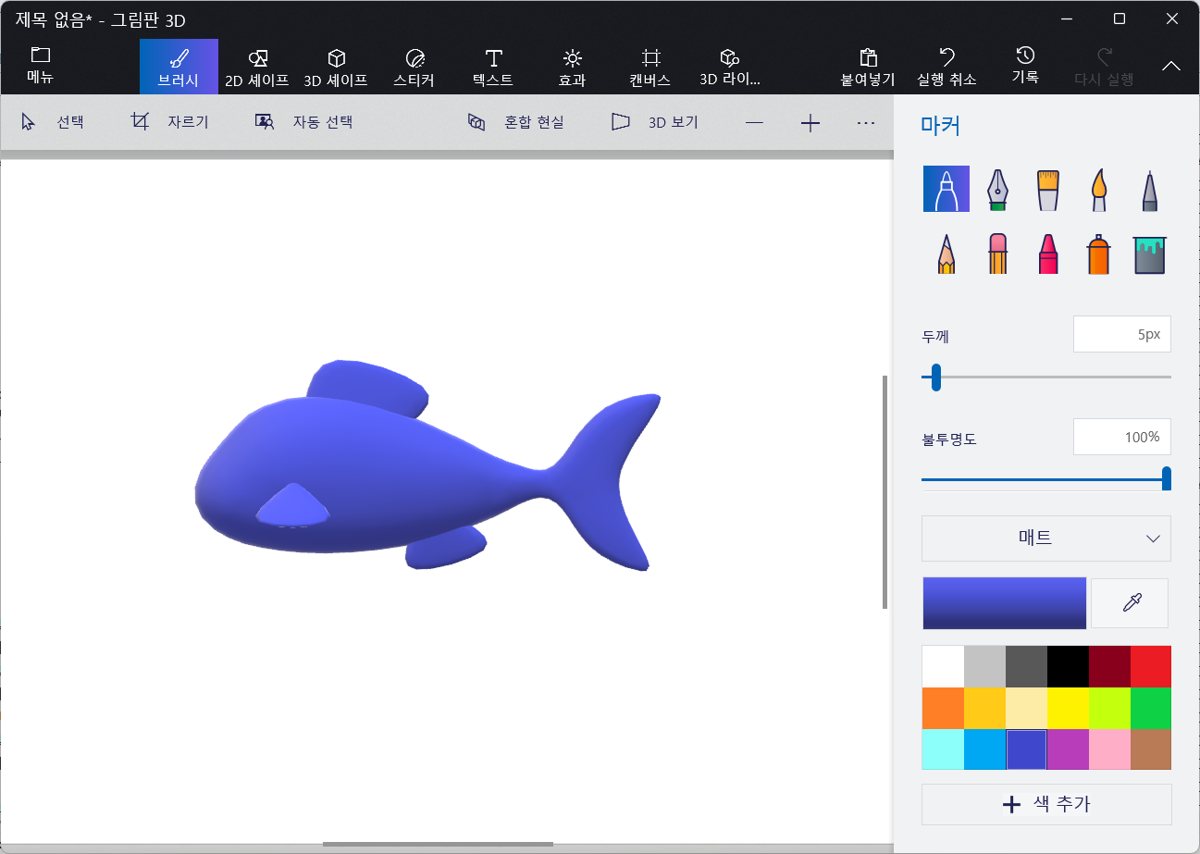 제목 없음* - 그림판 3D
메뉴
브러시
2D 셰이프
3D 셰이프
스티커
텍스트
효과
캔버스
3D 라이...
붙여넣기
실행 취소
기록
다시 실행
선택
자르기
자동 선택
혼합 현실
3D 보기
마커
두께
5px
불투명도
100%
매트
색 추가